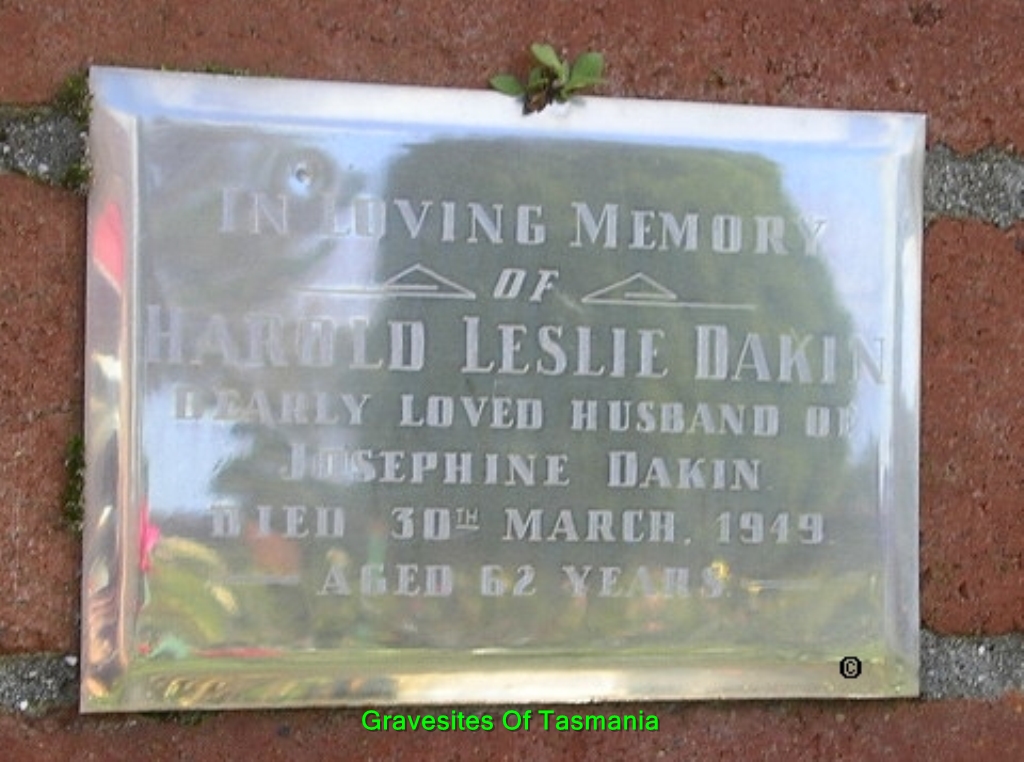 IN LOVING MEMORY
OF
HAROLD LESLIE DAKIN
DEARLY LOVED HUSBAND OF
JOSEPHINE DAKIN
DIED 30TH MARCH. 1949.
AGED 62 YEARS.
©
Gravesites Of Tasmania